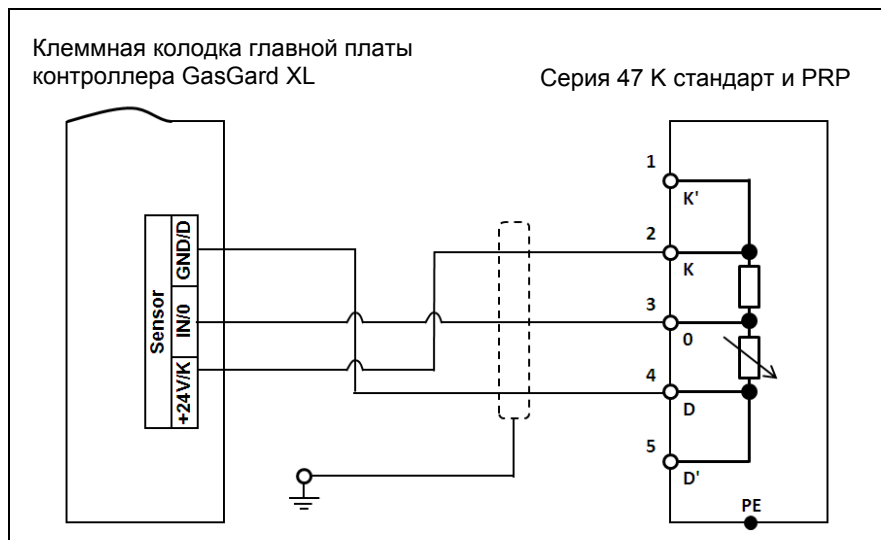 Клеммная колодка главной платы
контроллера GasGard XL
Серия 47 K стандарт и PRP
Sensor
GND/D
IN/0
+24V/K
1
K'
2
K
3
0
4
D
5
D'
PE